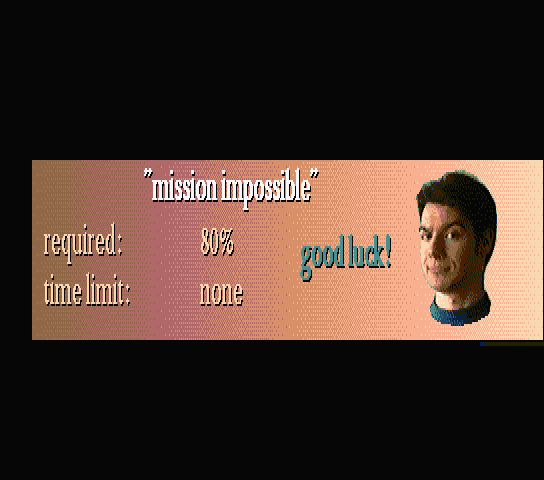 "mission impossible"
required: 80%
good luck!
time limit: none